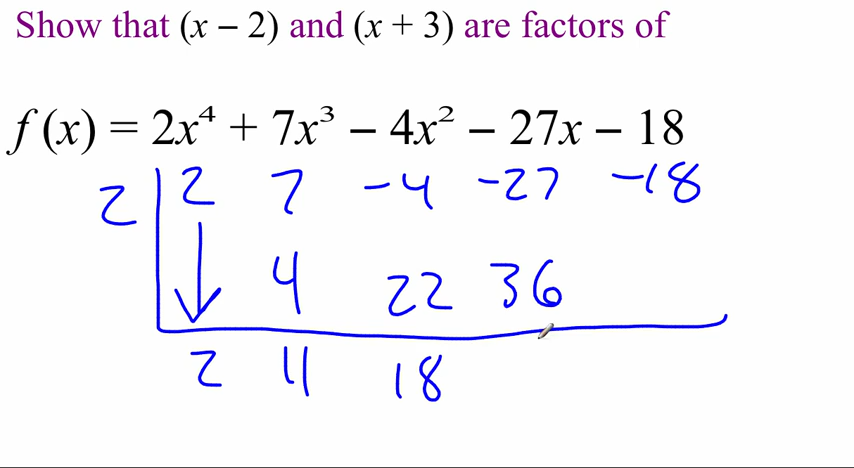 Show that (x − 2) and (x + 3) are factors of
f(x) = 2x⁴ + 7x³ − 4x² − 27x − 18
2 2 7 -4 -27 -18
4 22 36
2 11 18